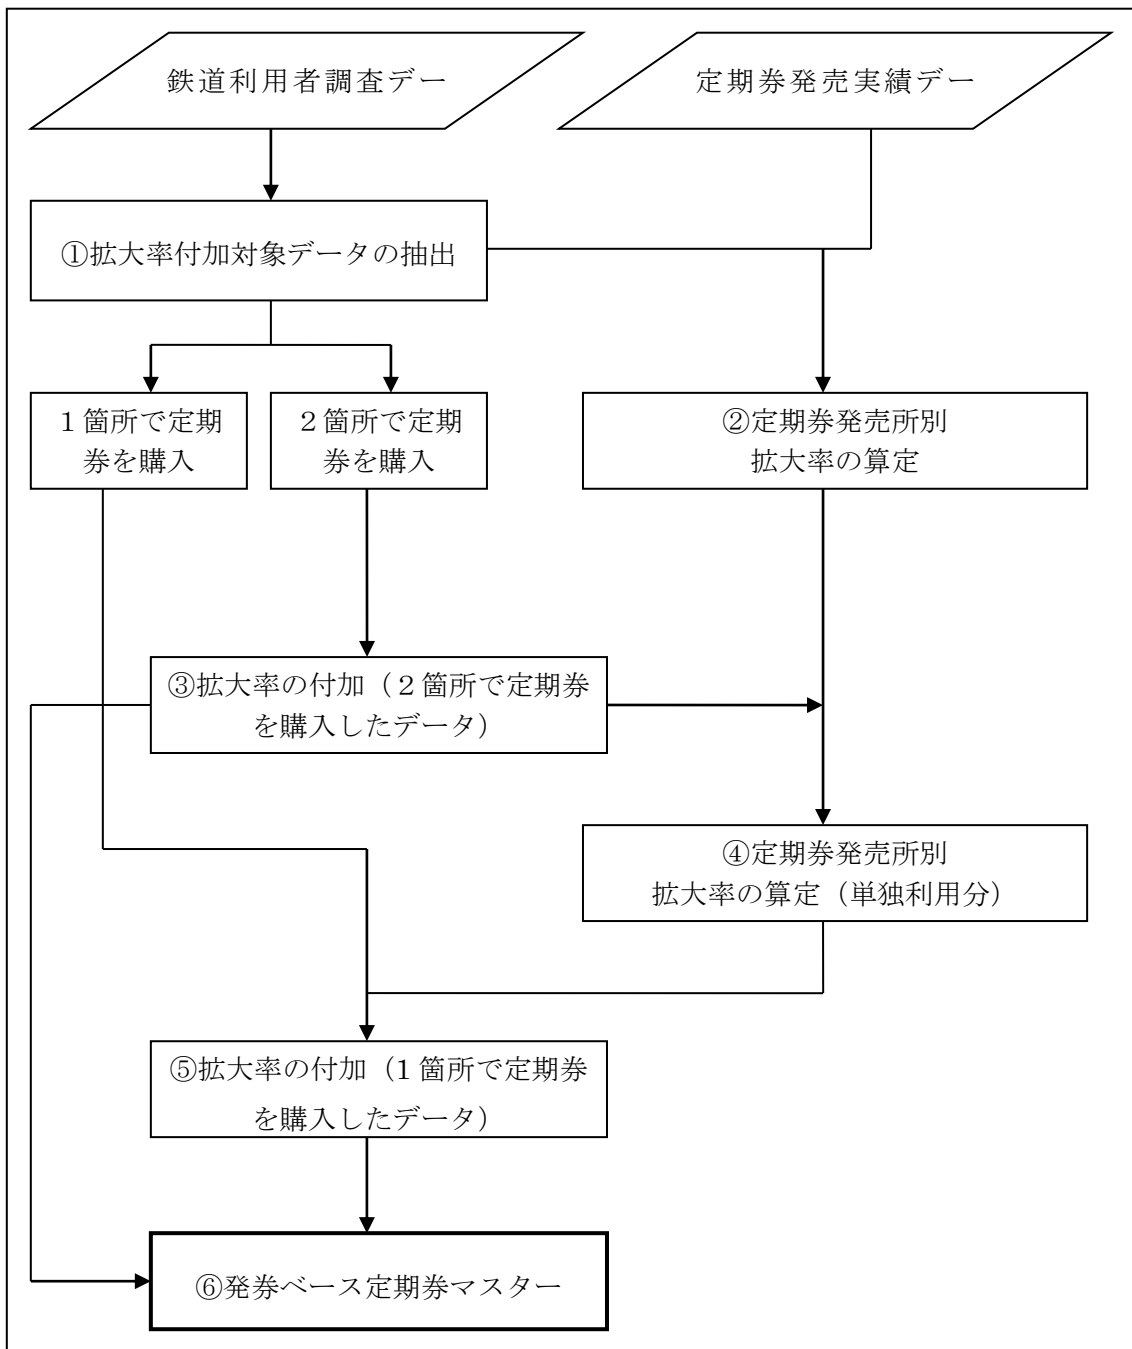 鉄道利用者調査デー
定期券発売実績デー
①拡大率付加対象データの抽出
１箇所で定期
券を購入
２箇所で定期
券を購入
②定期券発売所別
拡大率の算定
③拡大率の付加（２箇所で定期券
を購入したデータ）
④定期券発売所別
拡大率の算定（単独利用分）
⑤拡大率の付加（1 箇所で定期券
を購入したデータ）
⑥発券ベース定期券マスター